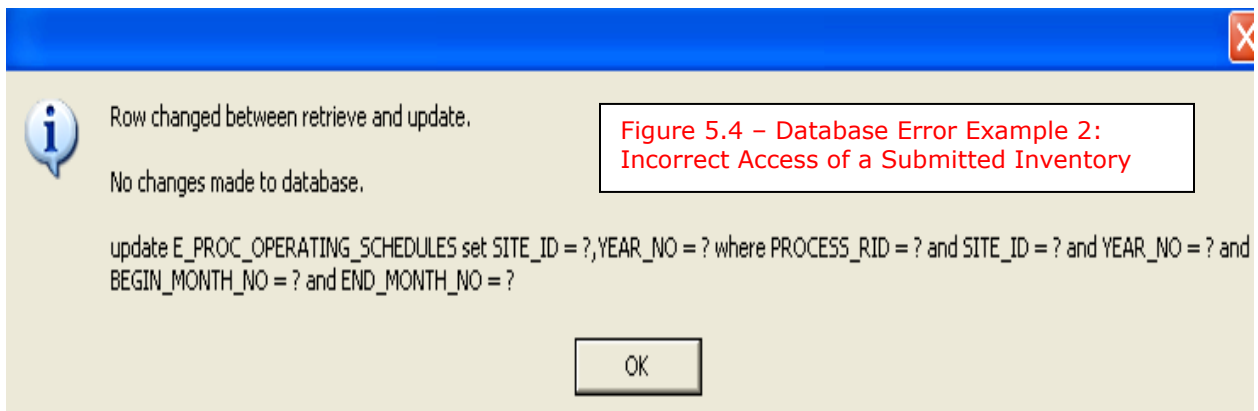 Row changed between retrieve and update.
Figure 5.4 – Database Error Example 2:
Incorrect Access of a Submitted Inventory
No changes made to database.
update E_PROC_OPERATING_SCHEDULES set SITE_ID = ?,YEAR_NO = ? where PROCESS_RID = ? and SITE_ID = ? and YEAR_NO = ? and
BEGIN_MONTH_NO = ? and END_MONTH_NO = ?
OK